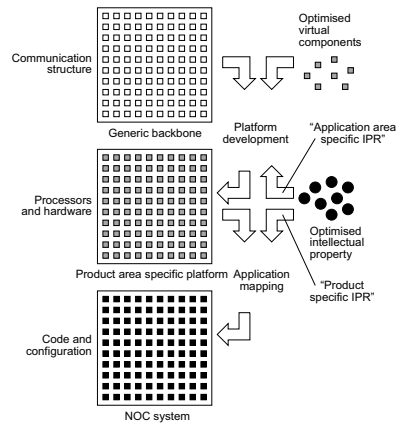 Optimised
virtual
components
Communication
structure
Generic backbone
Platform
development
“Application area
specific IPR”
Processors
and hardware
Optimised
intellectual
property
Product area specific platform
Application
mapping
“Product
specific IPR”
Code and
configuration
NOC system